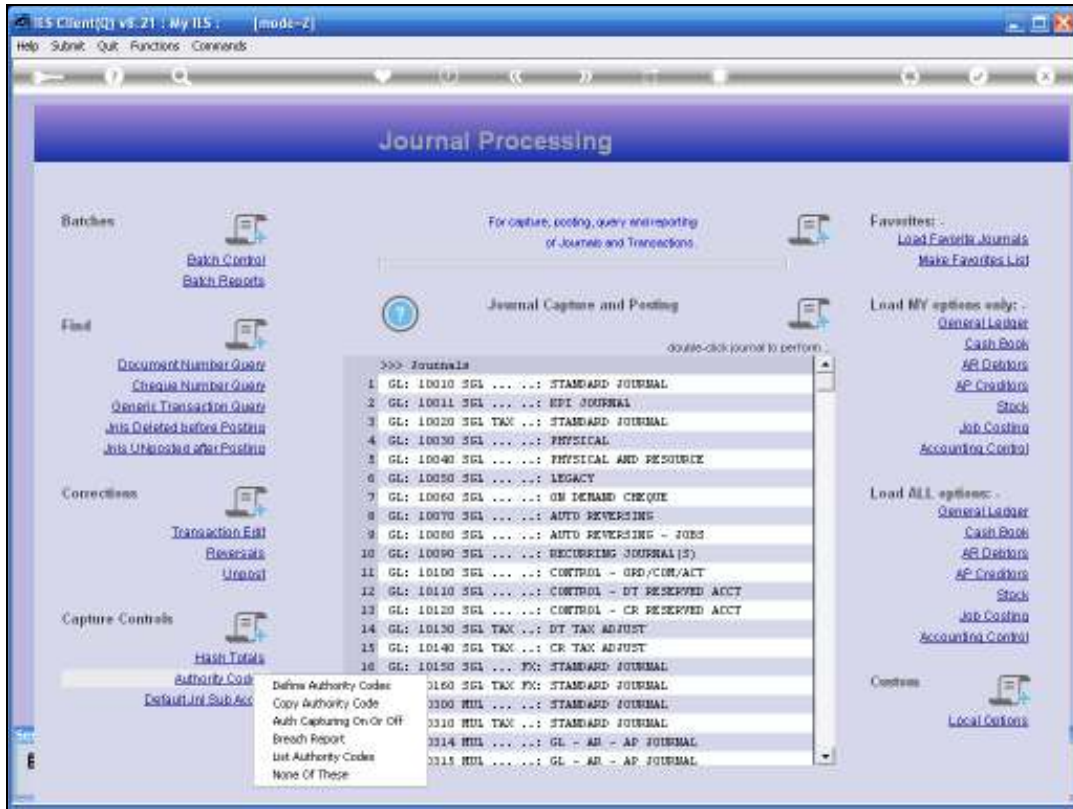 IES Client(Q) v8.21 : My IES : [mode=Z]
Help Submit Quit Functions Commands
Journal Processing
Batches
Batch Control
Batch Reports
Find
Document Number Query
Cheque Number Query
Generic Transaction Query
Jnls Deleted before Posting
Jnls UNposted after Posting
Corrections
Transaction Edit
Reversals
Unpost
Capture Controls
Hash Totals
Authority Cod
Default Jnl Sub Acc
Define Authority Codes
Copy Authority Code
Auth Capturing On Or Off
Breach Report
List Authority Codes
None Of These
For capture, posting, query and reporting
of Journals and Transactions.
Journal Capture and Posting
double-click journal to perform
>>> Journals
1 GL: 10010 SGL ... ..: STANDARD JOURNAL
2 GL: 10011 SGL ... ..: KPI JOURNAL
3 GL: 10020 SGL TAX ..: STANDARD JOURNAL
4 GL: 10030 SGL ... ..: PHYSICAL
5 GL: 10040 SGL ... ..: PHYSICAL AND RESOURCE
6 GL: 10050 SGL ... ..: LEGACY
7 GL: 10060 SGL ... ..: ON DEMAND CHEQUE
8 GL: 10070 SGL ... ..: AUTO REVERSING
9 GL: 10080 SGL ... ..: AUTO REVERSING - JOBS
10 GL: 10090 SGL ... ..: RECURRING JOURNAL(S)
11 GL: 10100 SGL ... ..: CONTROL - ORD/COM/ACT
12 GL: 10110 SGL ... ..: CONTROL - DT RESERVED ACCT
13 GL: 10120 SGL ... ..: CONTROL - CR RESERVED ACCT
14 GL: 10130 SGL TAX ..: DT TAX ADJUST
15 GL: 10140 SGL TAX ..: CR TAX ADJUST
16 GL: 10150 SGL ... FX: STANDARD JOURNAL
0160 SGL TAX FX: STANDARD JOURNAL
0300 MUL ... ..: STANDARD JOURNAL
0310 MUL TAX ..: STANDARD JOURNAL
0314 MUL ... ..: GL - AR - AP JOURNAL
0315 MUL ... ..: GL - AR - AP JOURNAL
Favorites: .
Load Favorite Journals
Make Favorites List
Load MY options only: .
General Ledger
Cash Book
AR Debtors
AP Creditors
Stock
Job Costing
Accounting Control
Load ALL options: .
General Ledger
Cash Book
AR Debtors
AP Creditors
Stock
Job Costing
Accounting Control
Custom
Local Options